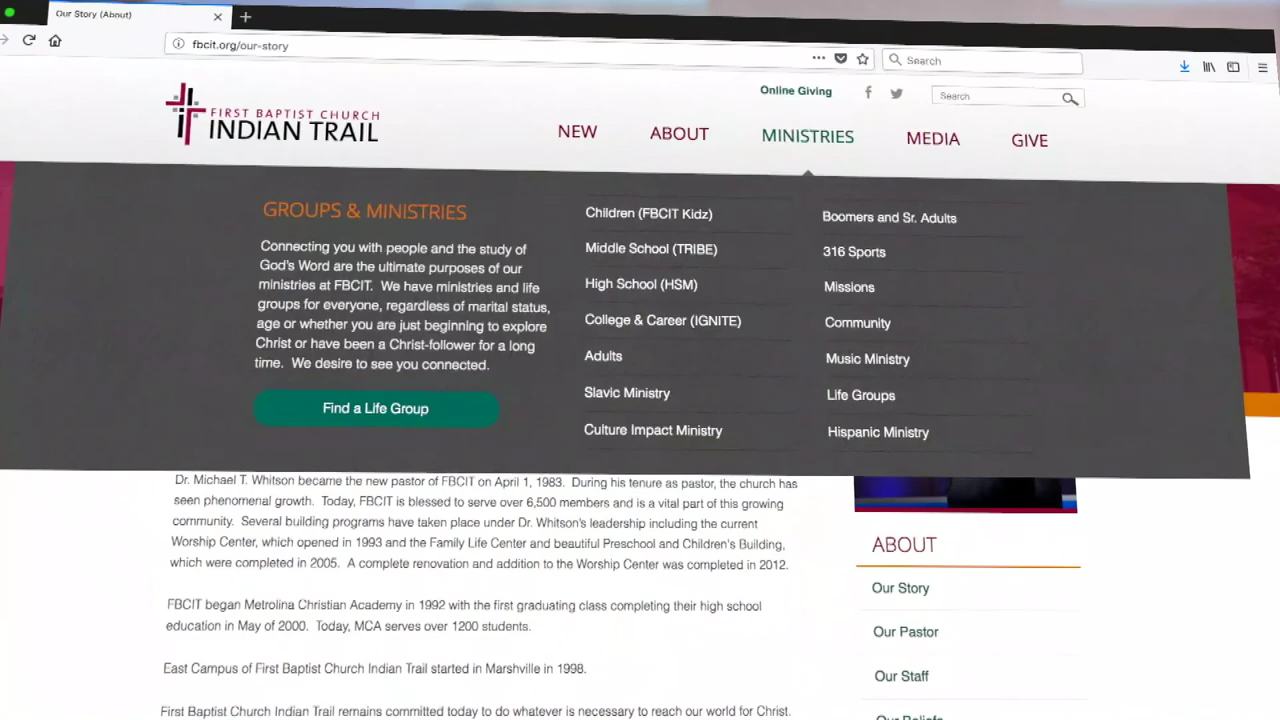 Our Story (About)
fbcit.org/our-story
Search
Online Giving
Search
FIRST BAPTIST CHURCH
INDIAN TRAIL
NEW ABOUT MINISTRIES MEDIA GIVE
GROUPS & MINISTRIES
Connecting you with people and the study of
God's Word are the ultimate purposes of our
ministries at FBCIT. We have ministries and life
groups for everyone, regardless of marital status,
age or whether you are just beginning to explore
Christ or have been a Christ-follower for a long
time. We desire to see you connected.
Find a Life Group
Children (FBCIT Kidz)
Middle School (TRIBE)
High School (HSM)
College & Career (IGNITE)
Adults
Slavic Ministry
Culture Impact Ministry
Boomers and Sr. Adults
316 Sports
Missions
Community
Music Ministry
Life Groups
Hispanic Ministry
Dr. Michael T. Whitson became the new pastor of FBCIT on April 1, 1983. During his tenure as pastor, the church has
seen phenomenal growth. Today, FBCIT is blessed to serve over 6,500 members and is a vital part of this growing
community. Several building programs have taken place under Dr. Whitson's leadership including the current
Worship Center, which opened in 1993 and the Family Life Center and beautiful Preschool and Children's Building,
which were completed in 2005. A complete renovation and addition to the Worship Center was completed in 2012.
FBCIT began Metrolina Christian Academy in 1992 with the first graduating class completing their high school
education in May of 2000. Today, MCA serves over 1200 students.
East Campus of First Baptist Church Indian Trail started in Marshville in 1998.
First Baptist Church Indian Trail remains committed today to do whatever is necessary to reach our world for Christ.
ABOUT
Our Story
Our Pastor
Our Staff
Our Beliefs